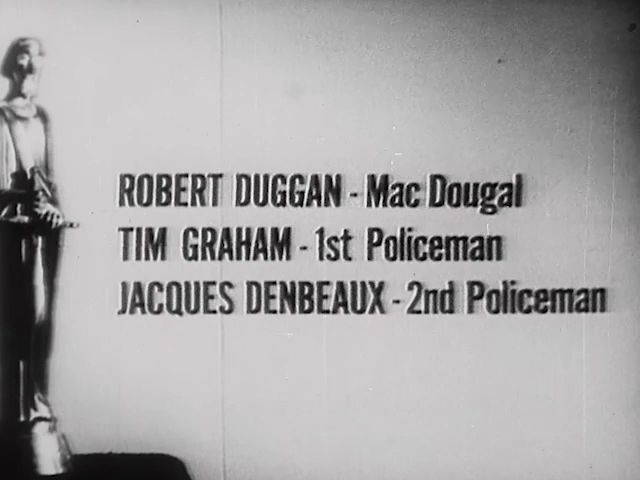 ROBERT DUGGAN - Mac Dougal
TIM GRAHAM - 1st Policeman
JACQUES DENBEAUX - 2nd Policeman